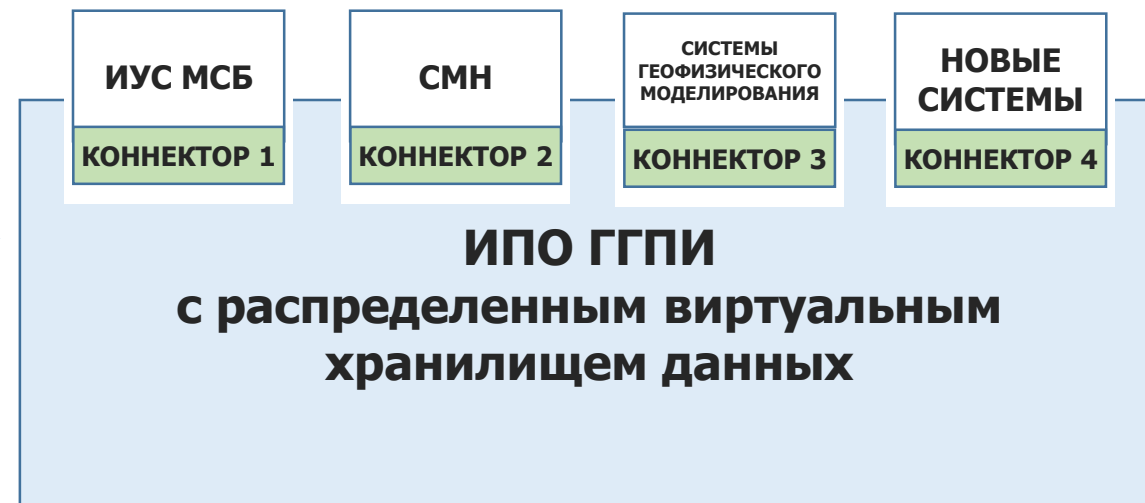 ИУС МСБ
КОННЕКТОР 1
СМН
КОННЕКТОР 2
СИСТЕМЫ
ГЕОФИЗИЧЕСКОГО
МОДЕЛИРОВАНИЯ
КОННЕКТОР 3
НОВЫЕ
СИСТЕМЫ
КОННЕКТОР 4
ИПО ГГПИ
с распределенным виртуальным
хранилищем данных